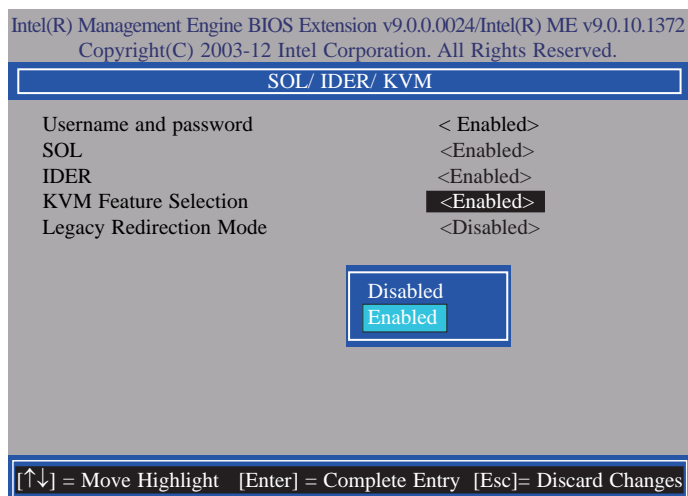 Intel(R) Management Engine BIOS Extension v9.0.0.0024/Intel(R) ME v9.0.10.1372
Copyright(C) 2003-12 Intel Corporation. All Rights Reserved.
SOL/ IDER/ KVM
Username and password < Enabled>
SOL <Enabled>
IDER <Enabled>
KVM Feature Selection <Enabled>
Legacy Redirection Mode <Disabled>
Disabled
Enabled
[↑↓] = Move Highlight [Enter] = Complete Entry [Esc]= Discard Changes